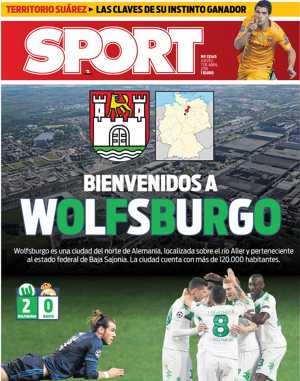 TERRITORIO SUÁREZ ▸ LAS CLAVES DE SU INSTINTO GANADOR
SPORT
BIENVENIDOS A
WOLFSBURGO
Wolfsburgo es una ciudad del norte de Alemania, localizada sobre el río Aller y perteneciente
al estado federal de Baja Sajonia. La ciudad cuenta con más de 120.000 habitantes.
2 0
8